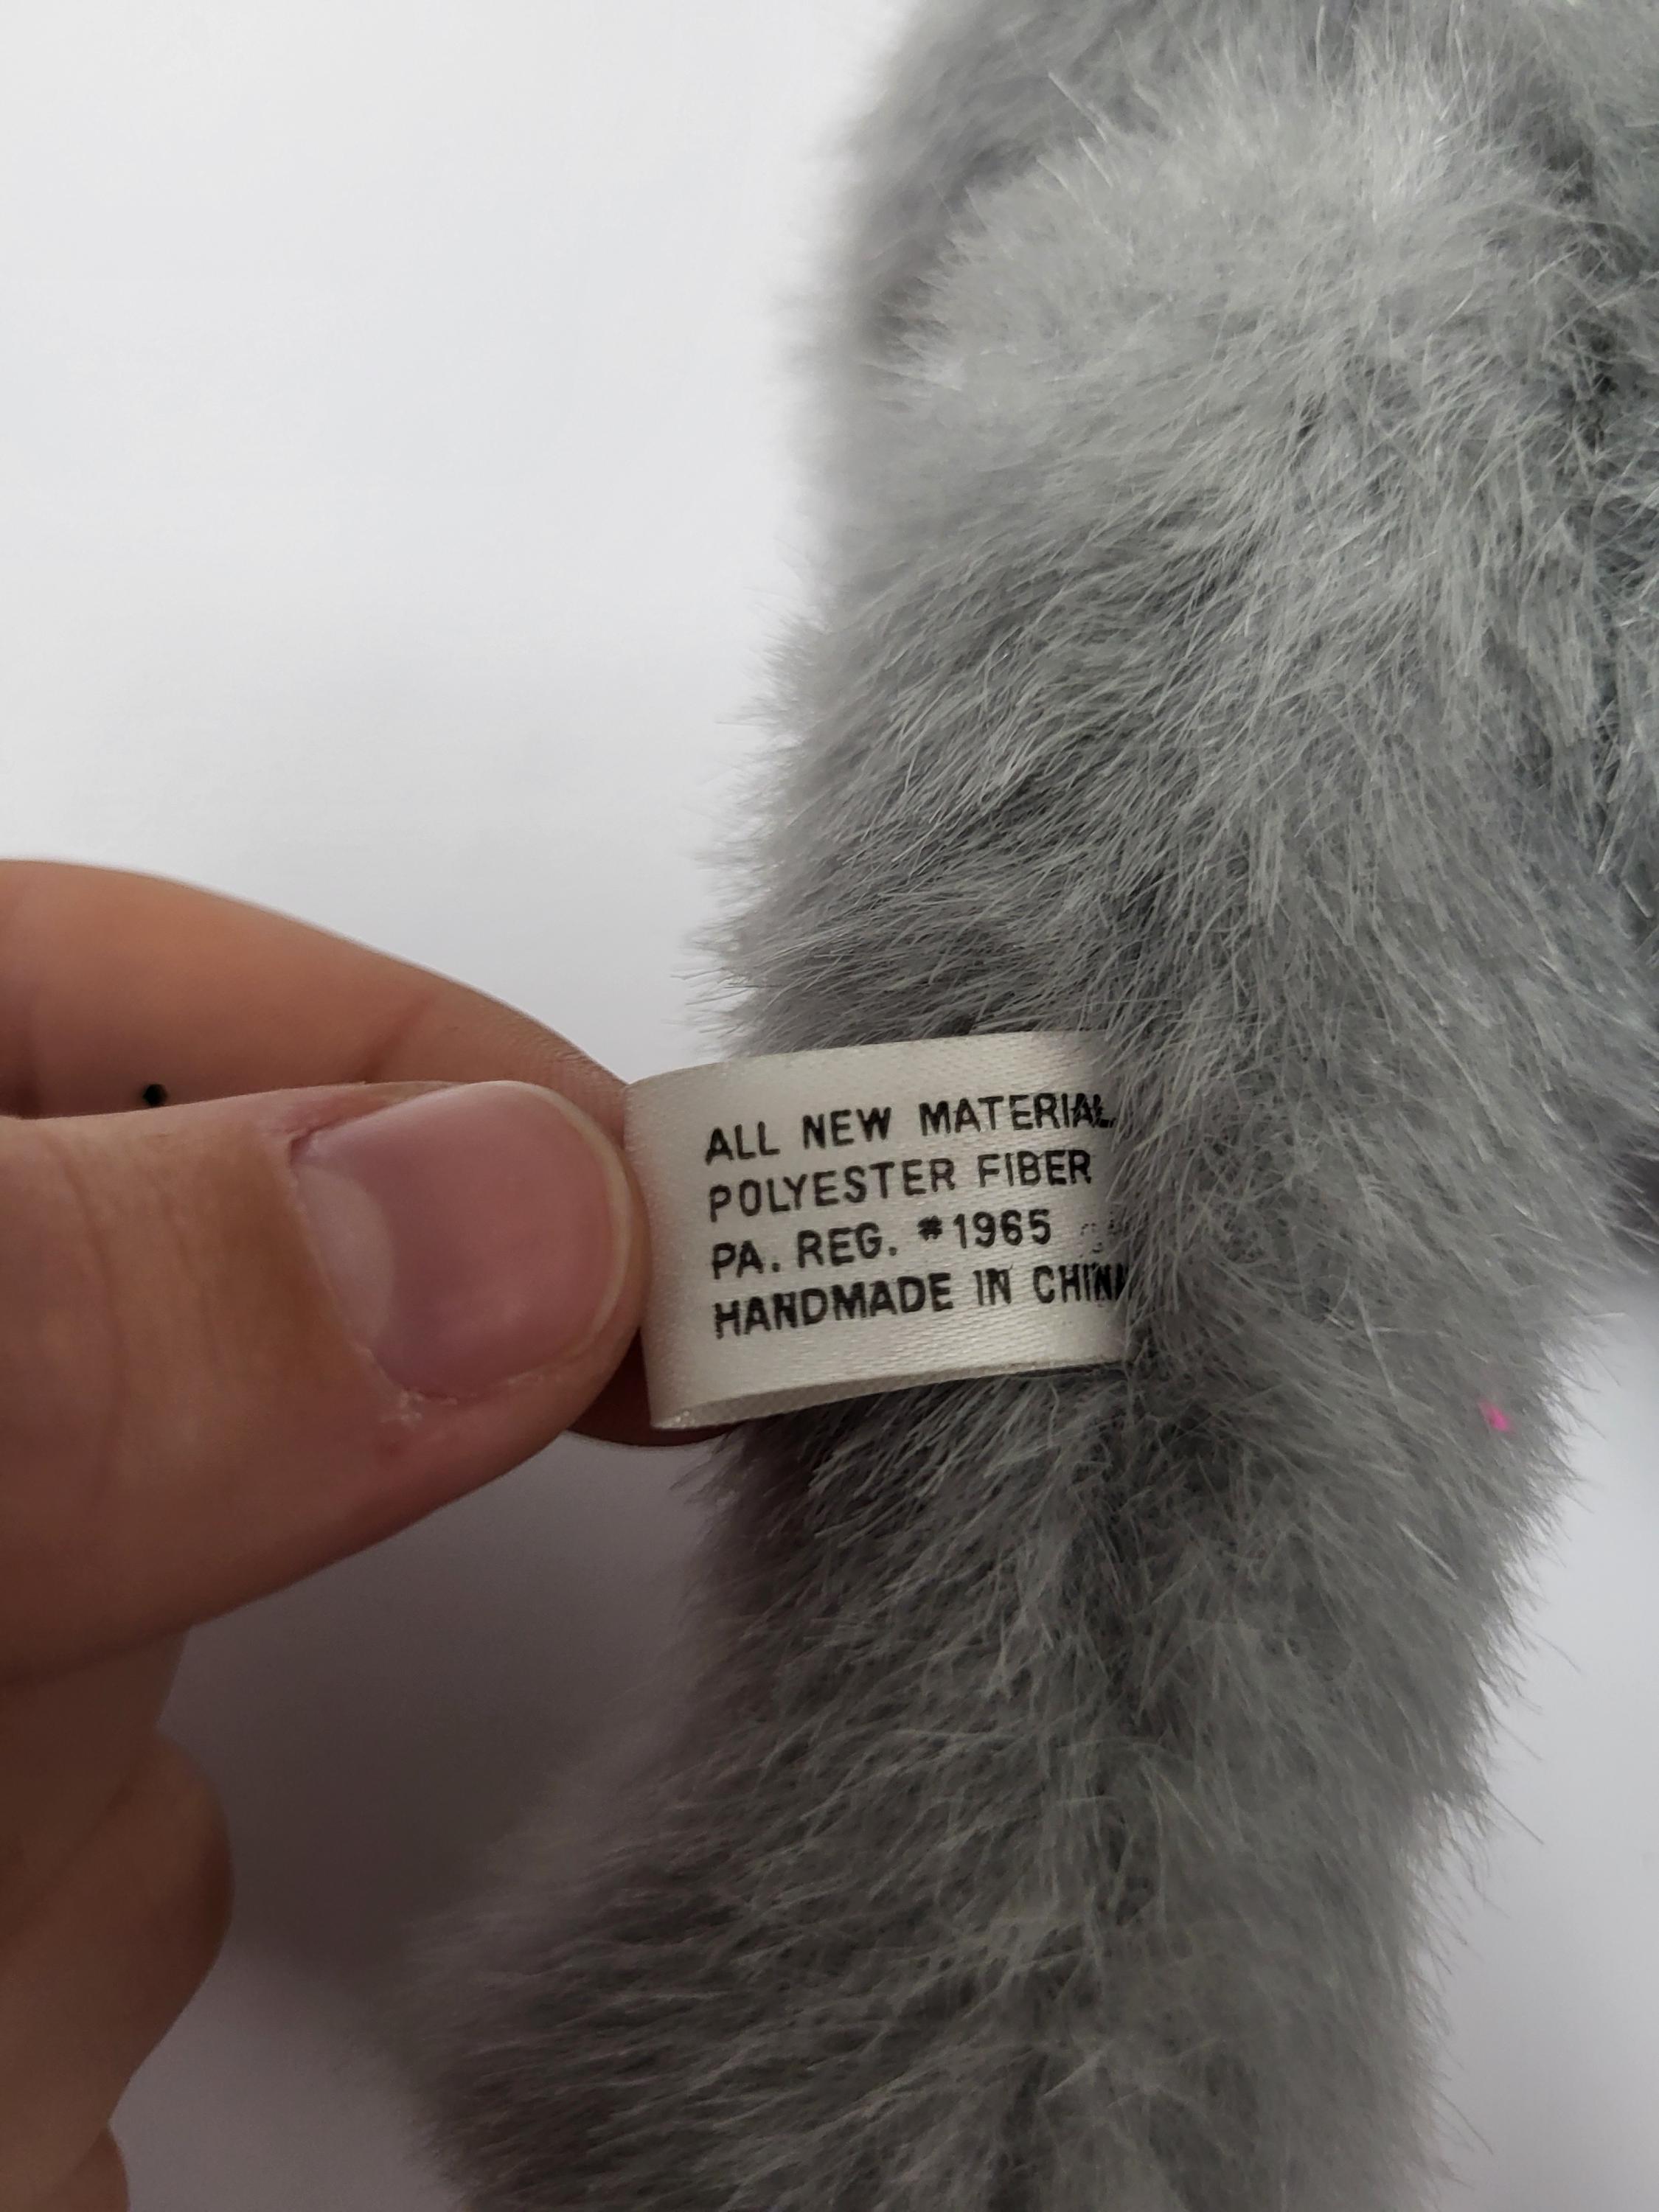 ALL NEW MATERIAL
POLYESTER FIBER
PA. REG. #1965
HANDMADE IN CHINA